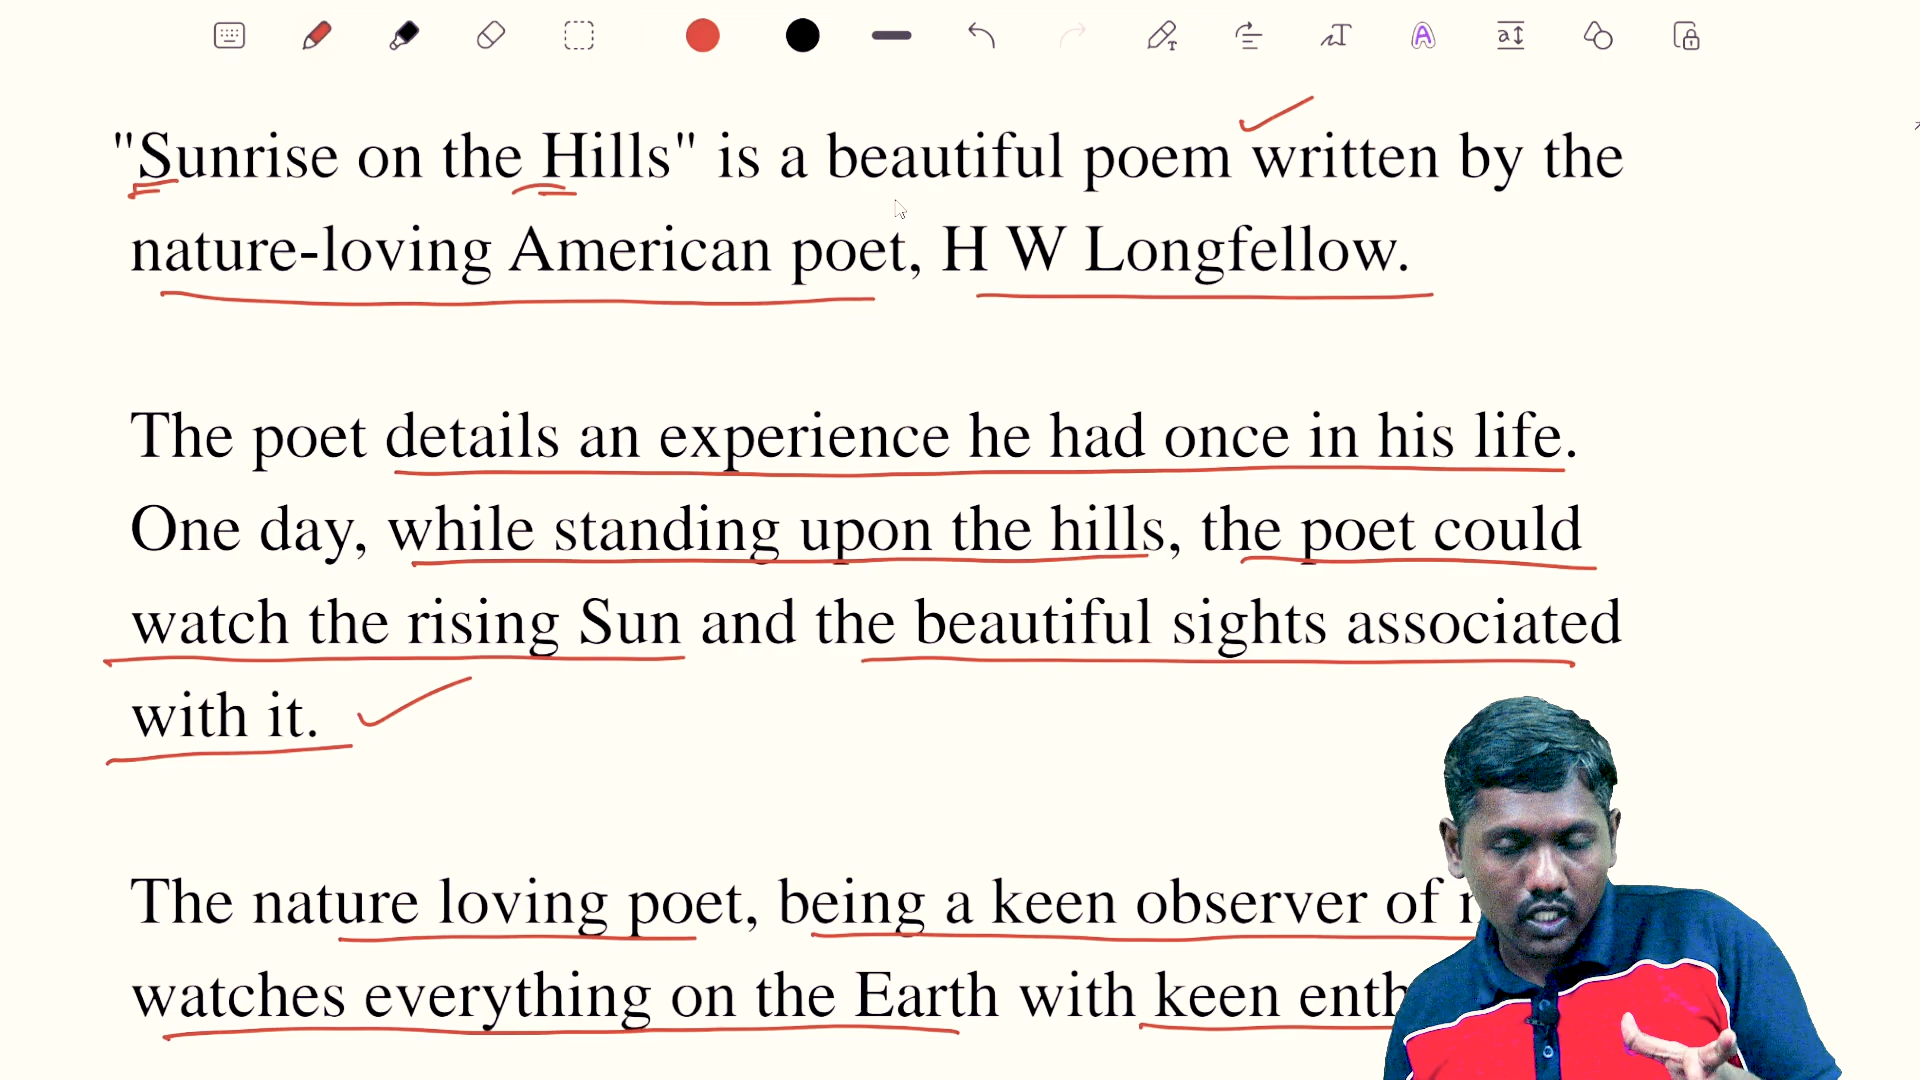 "Sunrise on the Hills" is a beautiful poem written by the
nature-loving American poet, H W Longfellow.
The poet details an experience he had once in his life.
One day, while standing upon the hills, the poet could
watch the rising Sun and the beautiful sights associated
with it.
The nature loving poet, being a keen observer of
watches everything on the Earth with keen